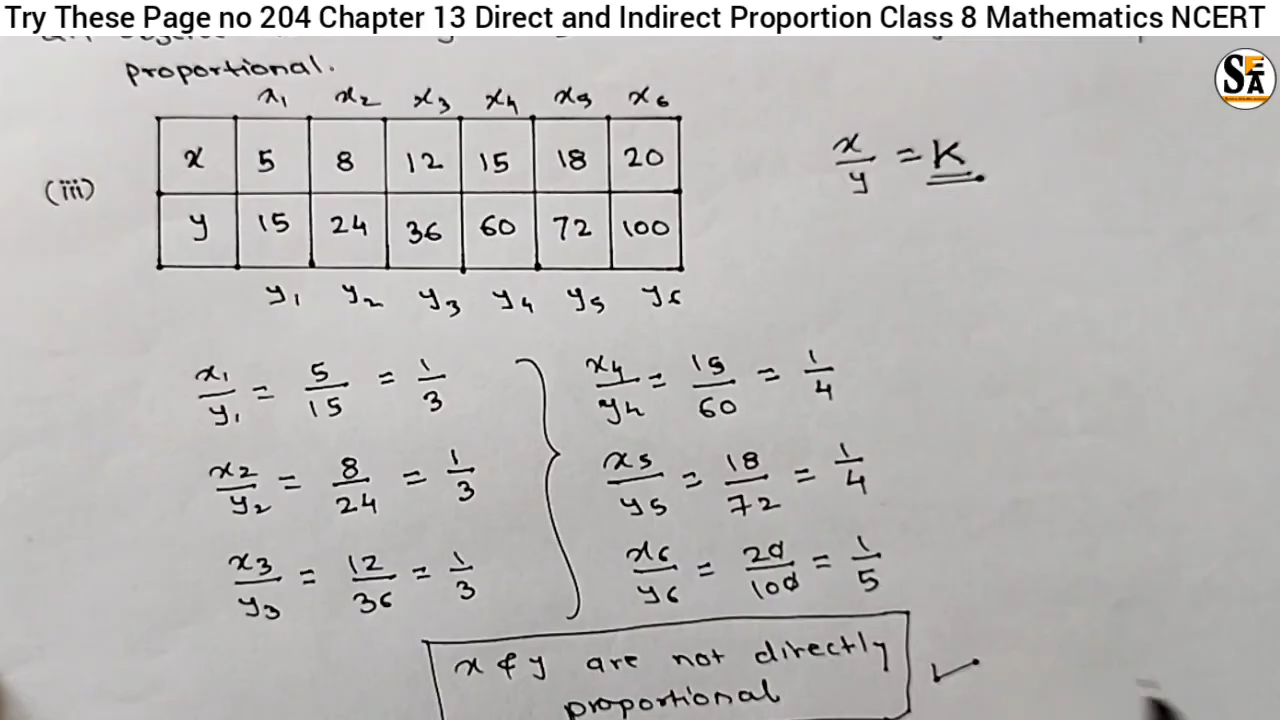 Try These Page no 204 Chapter 13 Direct and Indirect Proportion Class 8 Mathematics NCERT
proportional.
SFA
x₁ x₂ x₃ x₄ x₅ x₆
(iii)
x 5 8 12 15 18 20
y 15 24 36 60 72 100
y₁ y₂ y₃ y₄ y₅ y₆
x/y = K.
x₁/y₁ = 5/15 = 1/3
x₂/y₂ = 8/24 = 1/3
x₃/y₃ = 12/36 = 1/3
x₄/y₄ = 15/60 = 1/4
x₅/y₅ = 18/72 = 1/4
x₆/y₆ = 20/100 = 1/5
x & y are not directly
proportional